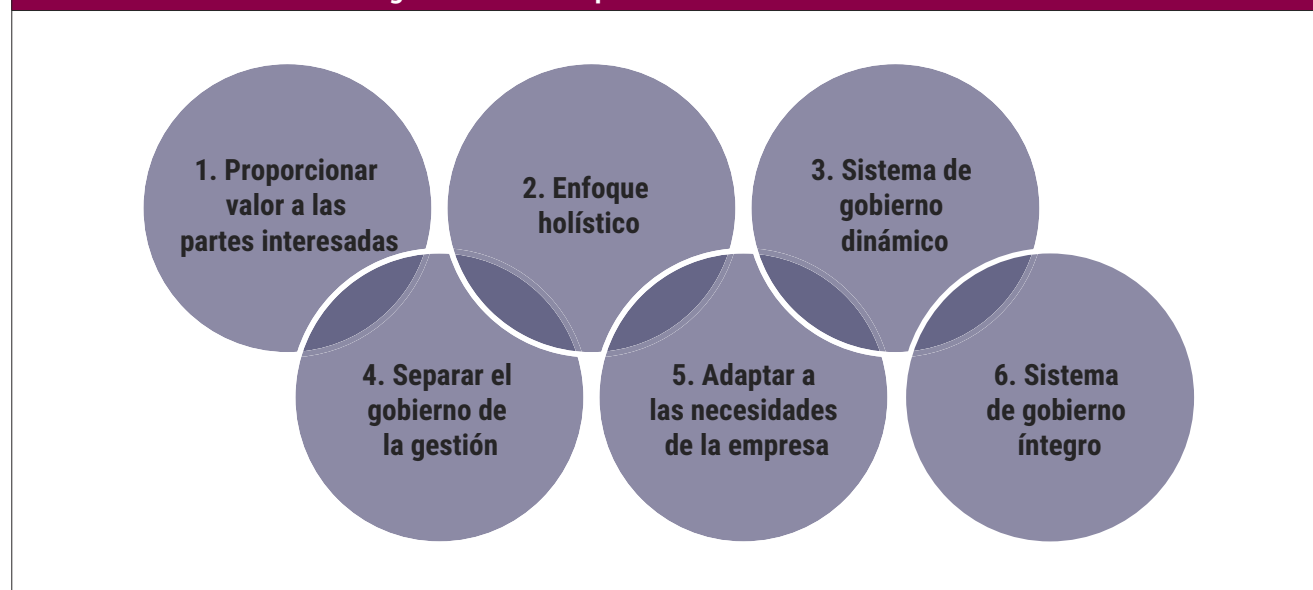 1. Proporcionar
valor a las
partes interesadas
2. Enfoque
holístico
3. Sistema de
gobierno
dinámico
4. Separar el
gobierno de
la gestión
5. Adaptar a
las necesidades
de la empresa
6. Sistema
de gobierno
íntegro